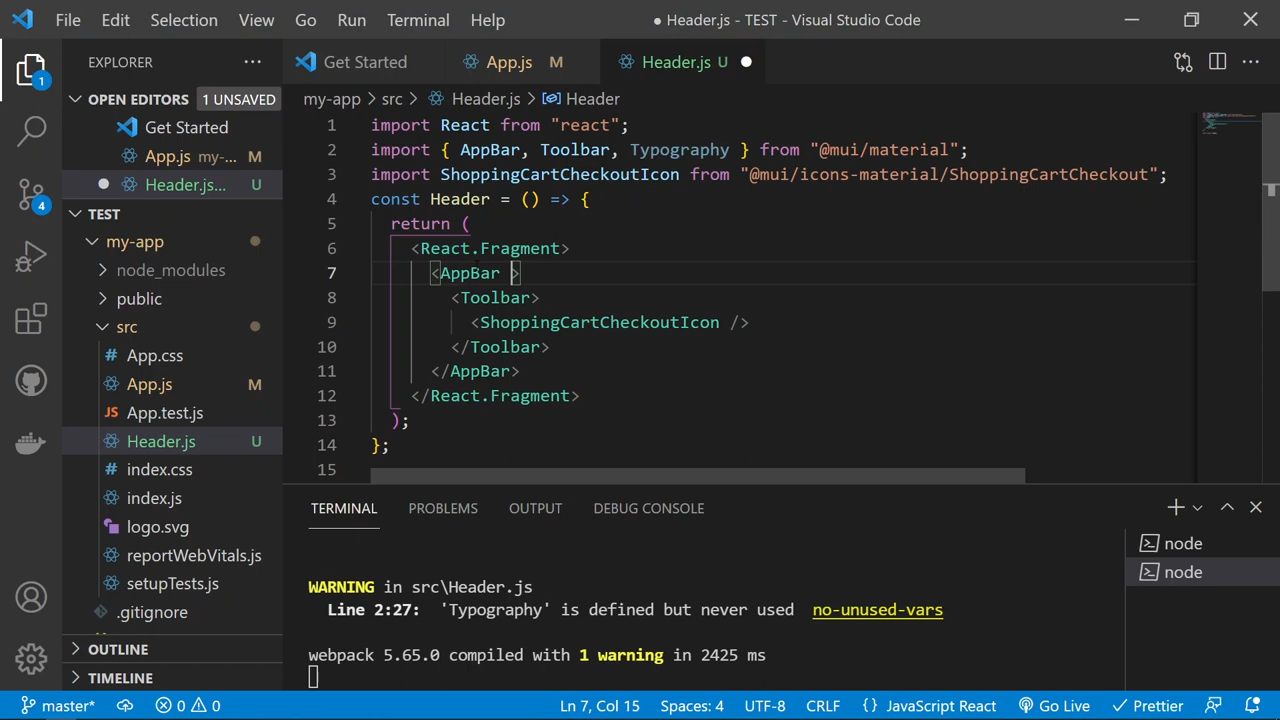 File Edit Selection View Go Run Terminal Help ● Header.js - TEST - Visual Studio Code
EXPLORER ···
Get Started App.js M Header.js U ●
OPEN EDITORS 1 UNSAVED
Get Started
App.js my-... M
Header.js... U
TEST
my-app
node_modules
public
src
App.css
App.js M
JS App.test.js
Header.js U
# index.css
index.js
logo.svg
reportWebVitals.js
setupTests.js
.gitignore
OUTLINE
TIMELINE
1
4
my-app > src > Header.js > Header
1 import React from "react";
2 import { AppBar, Toolbar, Typography } from "@mui/material";
3 import ShoppingCartCheckoutIcon from "@mui/icons-material/ShoppingCartCheckout";
4 const Header = () => {
5 return (
6 <React.Fragment>
7 <AppBar >
8 <Toolbar>
9 <ShoppingCartCheckoutIcon />
10 </Toolbar>
11 </AppBar>
12 </React.Fragment>
13 );
14 };
15
TERMINAL PROBLEMS OUTPUT DEBUG CONSOLE
WARNING in src\Header.js
Line 2:27: 'Typography' is defined but never used no-unused-vars
webpack 5.65.0 compiled with 1 warning in 2425 ms
node
node
master* 0 0 Ln 7, Col 15 Spaces: 4 UTF-8 CRLF {} JavaScript React Go Live Prettier